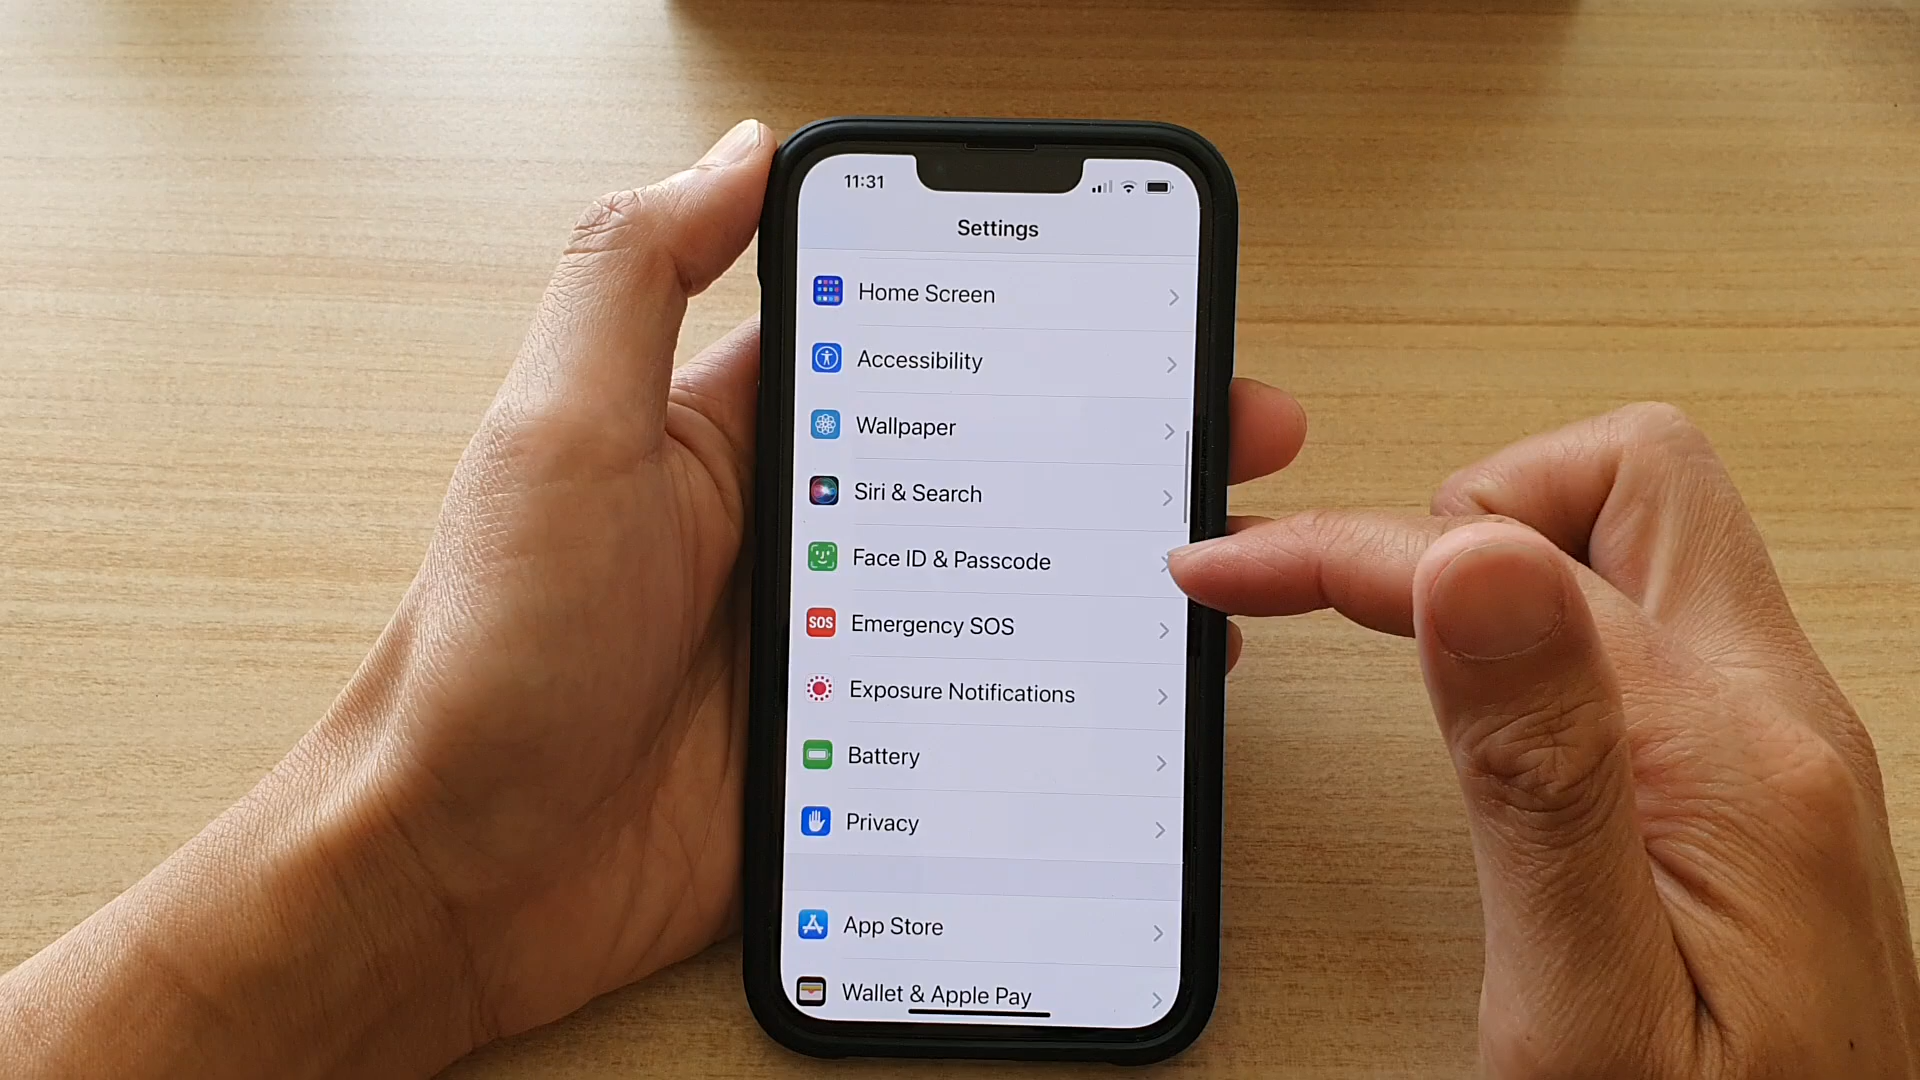 11:31
Settings
Home Screen
Accessibility
Wallpaper
Siri & Search
Face ID & Passcode
SOS Emergency SOS
Exposure Notifications
Battery
Privacy
App Store
Wallet & Apple Pay